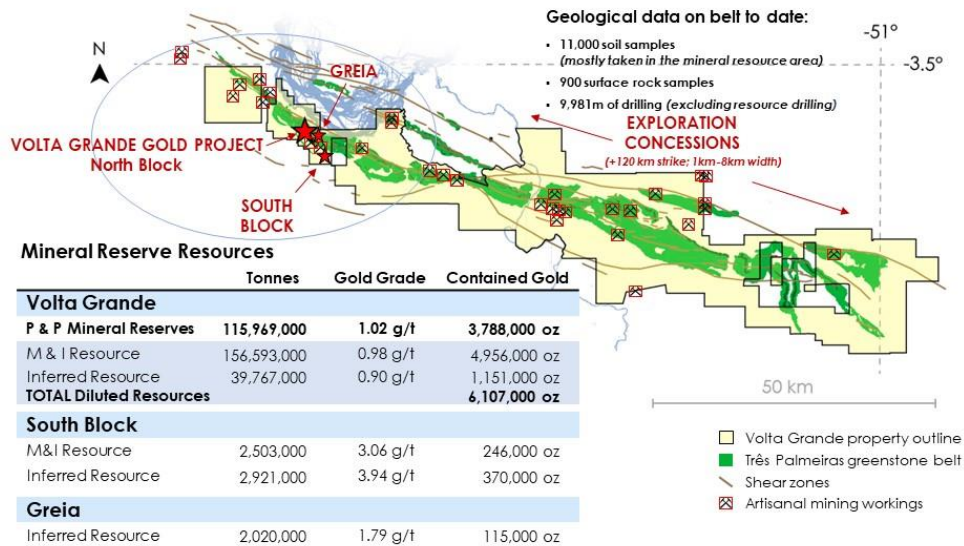 Geological data on belt to date:
▪ 11,000 soil samples
(mostly taken in the mineral resource area)
▪ 900 surface rock samples
▪ 9,981m of drilling (excluding resource drilling)
-51º
-3.5º
N
GREIA
EXPLORATION
CONCESSIONS
(+120 km strike; 1km-8km width)
VOLTA GRANDE GOLD PROJECT
North Block
SOUTH
BLOCK
Mineral Reserve Resources
Tonnes Gold Grade Contained Gold
Volta Grande
P & P Mineral Reserves 115,969,000 1.02 g/t 3,788,000 oz
M & I Resource 156,593,000 0.98 g/t 4,956,000 oz
Inferred Resource 39,767,000 0.90 g/t 1,151,000 oz
TOTAL Diluted Resources 6,107,000 oz
South Block
M&I Resource 2,503,000 3.06 g/t 246,000 oz
Inferred Resource 2,921,000 3.94 g/t 370,000 oz
Greia
Inferred Resource 2,020,000 1.79 g/t 115,000 oz
50 km
Volta Grande property outline
Três Palmeiras greenstone belt
Shear zones
Artisanal mining workings